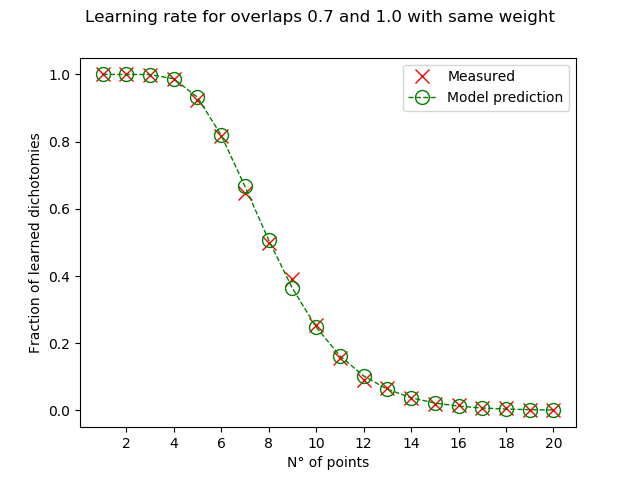 Learning rate for overlaps 0.7 and 1.0 with same weight
Measured
Model prediction
Fraction of learned dichotomies
1.0
0.8
0.6
0.4
0.2
0.0
2 4 6 8 10 12 14 16 18 20
N° of points